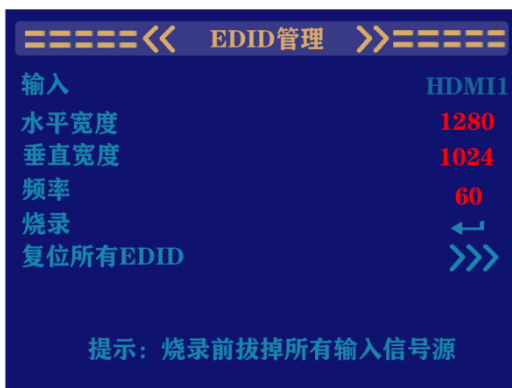 =====<< EDID管理 >>=====
输入 HDMI1
水平宽度 1280
垂直宽度 1024
频率 60
烧录
复位所有EDID >>>
提示：烧录前拔掉所有输入信号源